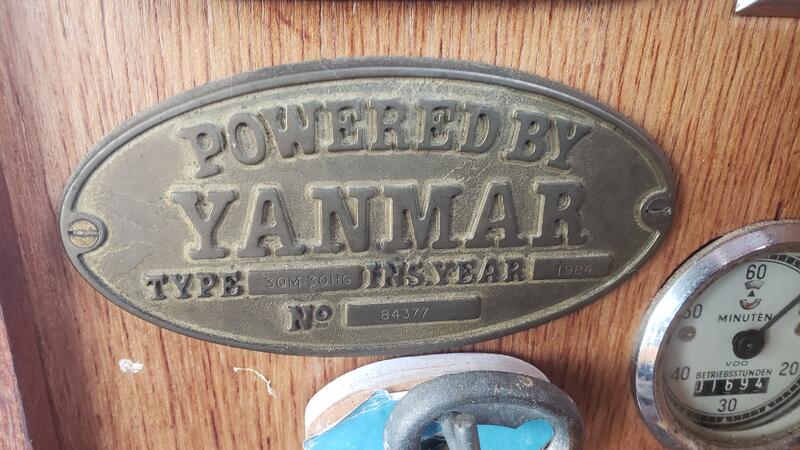 POWERED BY
YANMAR
TYPE 3QM 30HG INS.YEAR 1984
No 84377
60
MINUTEN
VDO
BETRIEBSSTUNDEN
40 01694 20
30